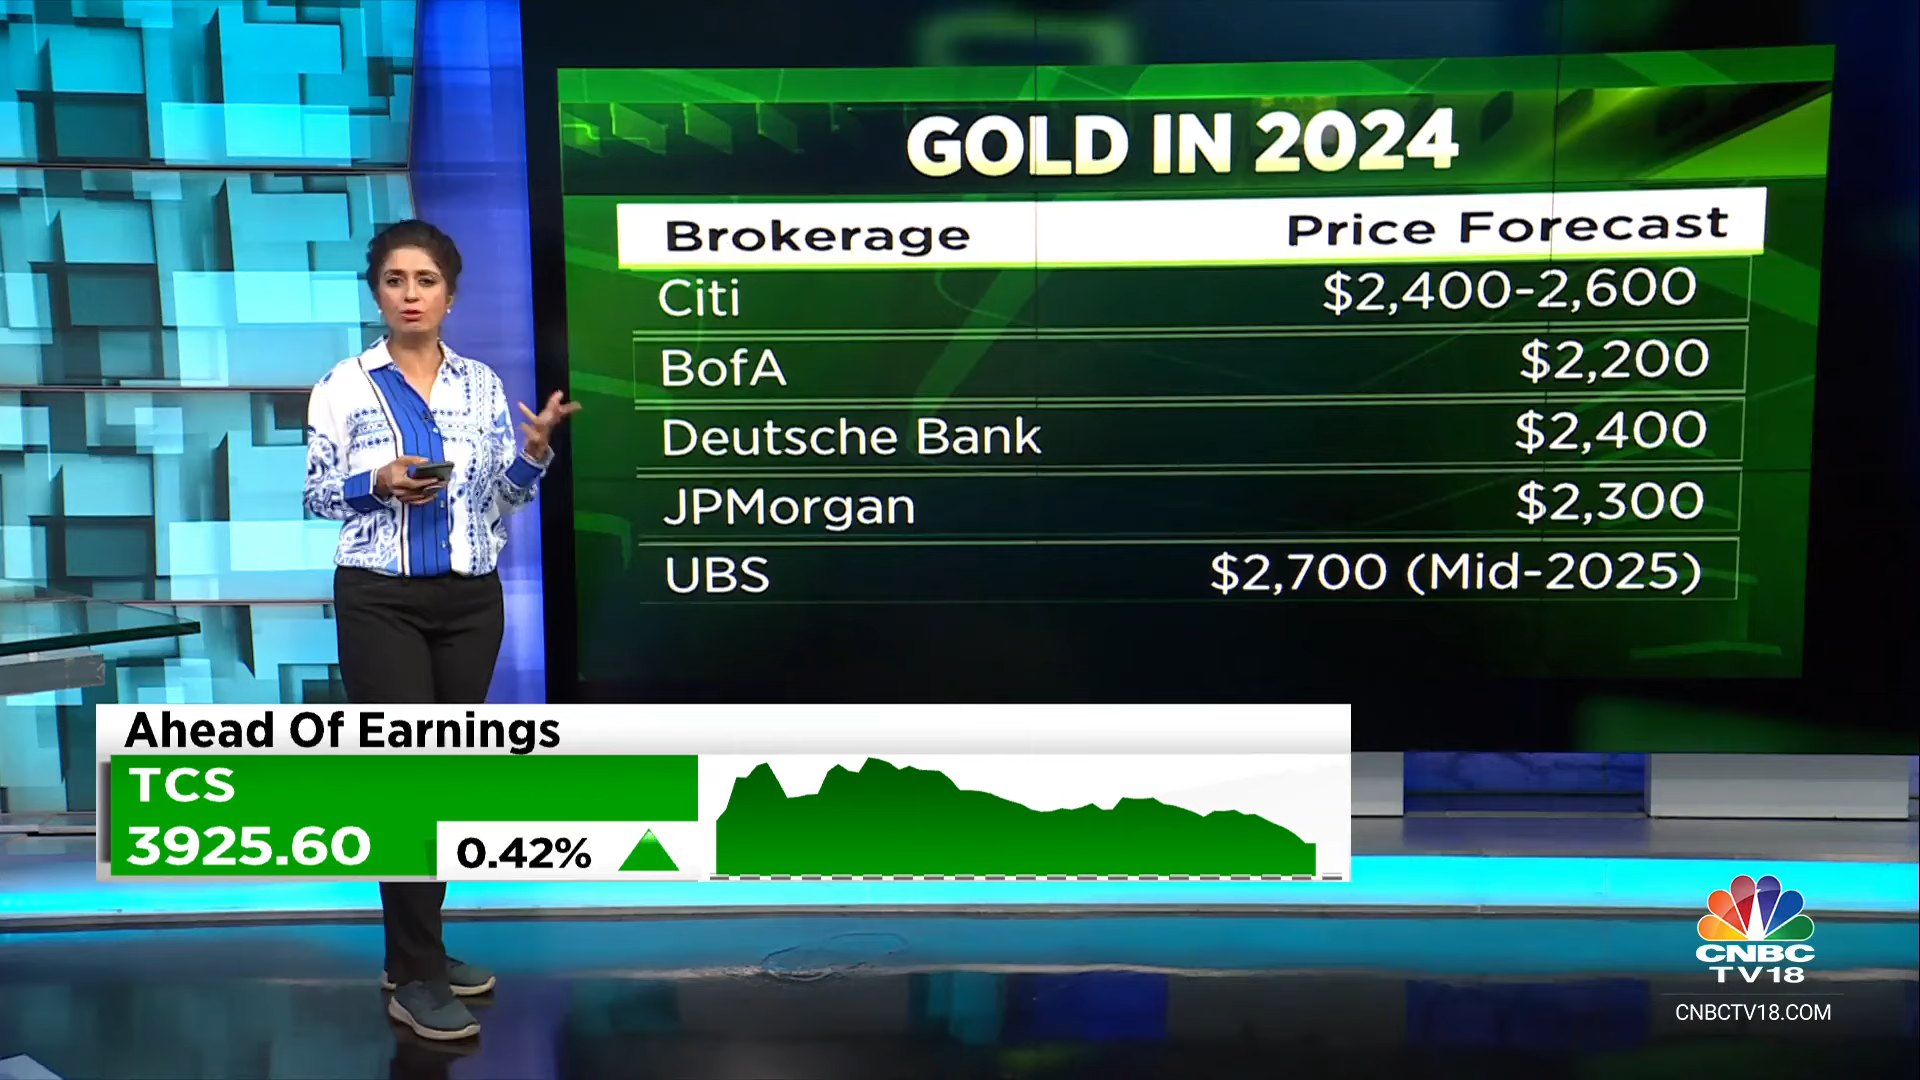 GOLD IN 2024
Brokerage Price Forecast
Citi $2,400-2,600
BofA $2,200
Deutsche Bank $2,400
JPMorgan $2,300
UBS $2,700 (Mid-2025)
Ahead Of Earnings
TCS
3925.60 0.42%
CNBC
TV18
CNBCTV18.COM